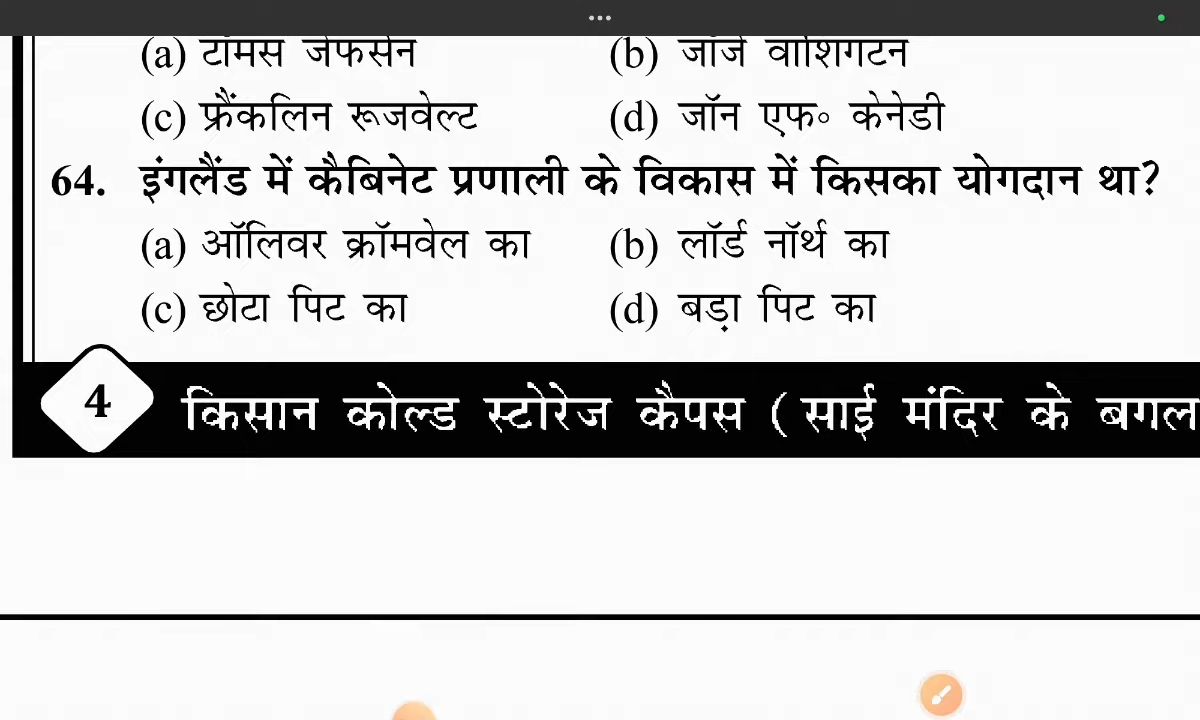 (a) टॉमस जेफर्सन (b) जॉर्ज वाशिंगटन
(c) फ्रैंकलिन रूजवेल्ट (d) जॉन एफ० केनेडी
64. इंगलैंड में कैबिनेट प्रणाली के विकास में किसका योगदान था?
(a) ऑलिवर क्रॉमवेल का (b) लॉर्ड नॉर्थ का
(c) छोटा पिट का (d) बड़ा पिट का
4 किसान कोल्ड स्टोरेज कैंपस ( साई मंदिर के बगल